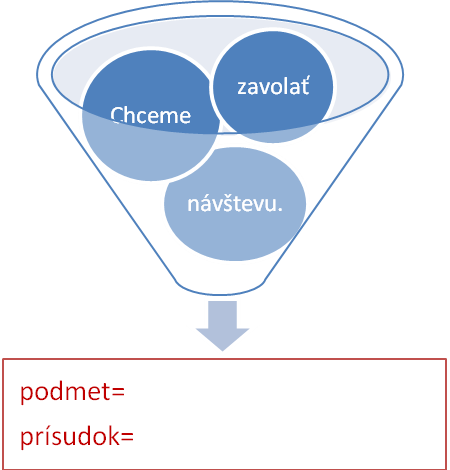 Chceme
zavolať
návštevu.
podmet=
prísudok=